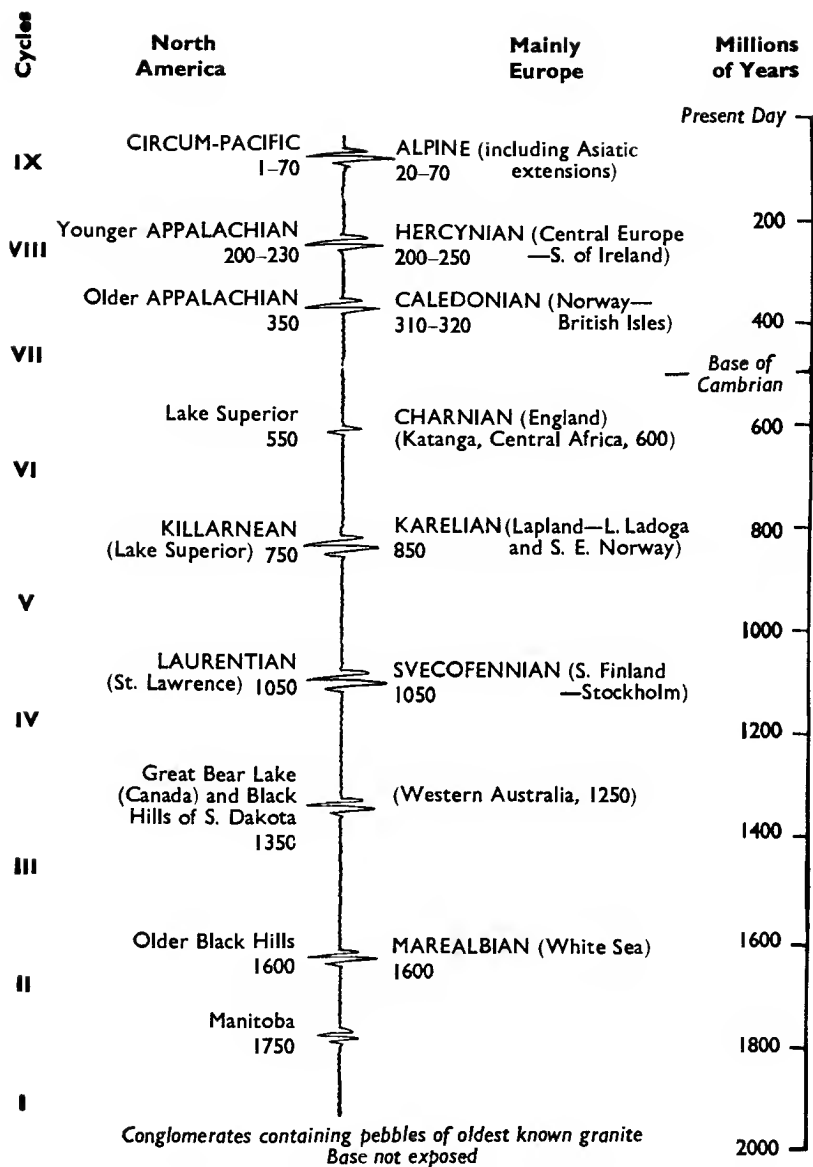 Cycles
North
America
Mainly
Europe
Millions
of Years
Present Day
IX
CIRCUM-PACIFIC
1–70
ALPINE (including Asiatic
20–70 extensions)
200
VIII
Younger APPALACHIAN
200–230
HERCYNIAN (Central Europe
200–250 —S. of Ireland)
Older APPALACHIAN
350
CALEDONIAN (Norway—
310–320 British Isles)
400
VII
Base of
Cambrian
Lake Superior
550
CHARNIAN (England)
(Katanga, Central Africa, 600)
600
VI
KILLARNEAN
(Lake Superior) 750
KARELIAN (Lapland—L. Ladoga
850 and S. E. Norway)
800
V
1000
LAURENTIAN
(St. Lawrence) 1050
SVECOFENNIAN (S. Finland
1050 —Stockholm)
IV
1200
Great Bear Lake
(Canada) and Black
Hills of S. Dakota
1350
(Western Australia, 1250)
1400
III
Older Black Hills
1600
MAREALBIAN (White Sea)
1600
1600
II
Manitoba
1750
1800
I
Conglomerates containing pebbles of oldest known granite
Base not exposed
2000